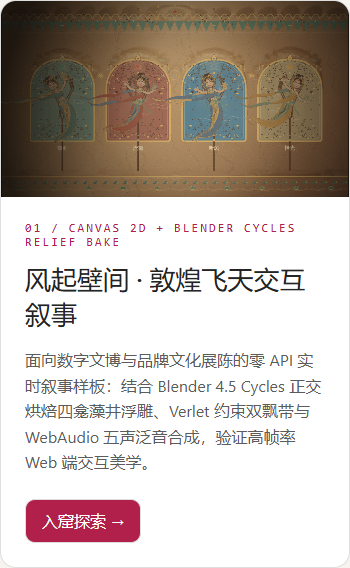 01 / CANVAS 2D + BLENDER CYCLES
RELIEF BAKE
风起壁间 · 敦煌飞天交互
叙事
面向数字文博与品牌文化展陈的零 API 实
时叙事样板：结合 Blender 4.5 Cycles 正交
烘焙四龛藻井浮雕、Verlet 约束双飘带与
WebAudio 五声泛音合成，验证高帧率
Web 端交互美学。
入窟探索 →